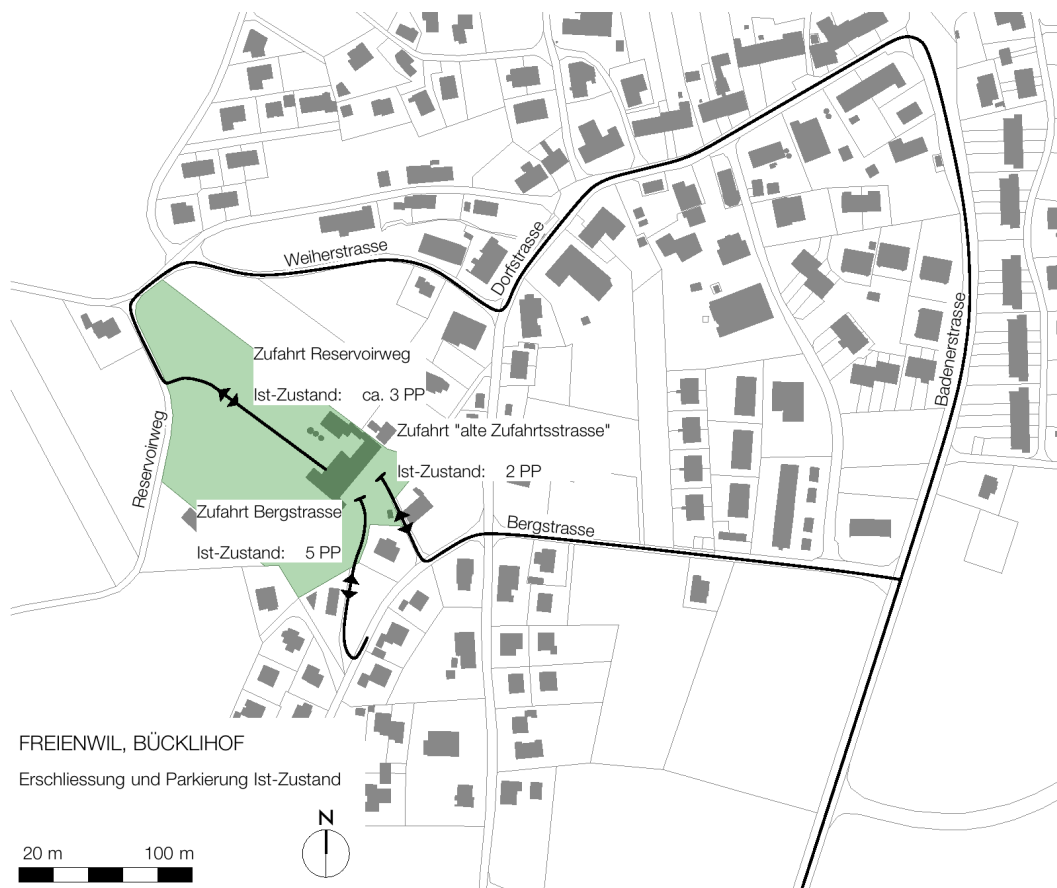 Weiherstrasse
Dorfstrasse
Badenerstrasse
Zufahrt Reservoirweg
Ist-Zustand: ca. 3 PP
Zufahrt "alte Zufahrtsstrasse"
Ist-Zustand: 2 PP
Reservoirweg
Zufahrt Bergstrasse
Ist-Zustand: 5 PP
Bergstrasse
FREIENWIL, BÜCKLIHOF
Erschliessung und Parkierung Ist-Zustand
N
20 m 100 m